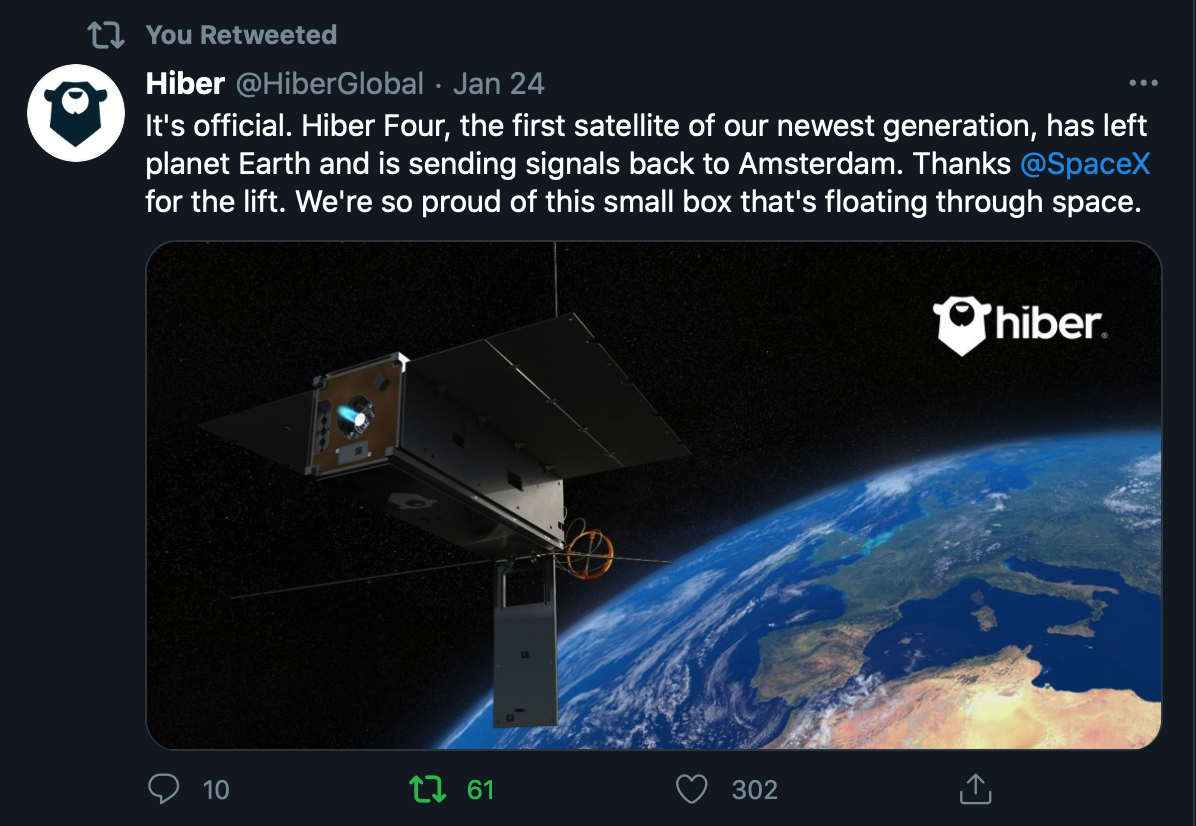 You Retweeted
Hiber @HiberGlobal · Jan 24
It's official. Hiber Four, the first satellite of our newest generation, has left
planet Earth and is sending signals back to Amsterdam. Thanks @SpaceX
for the lift. We're so proud of this small box that's floating through space.
hiber
10 61 302